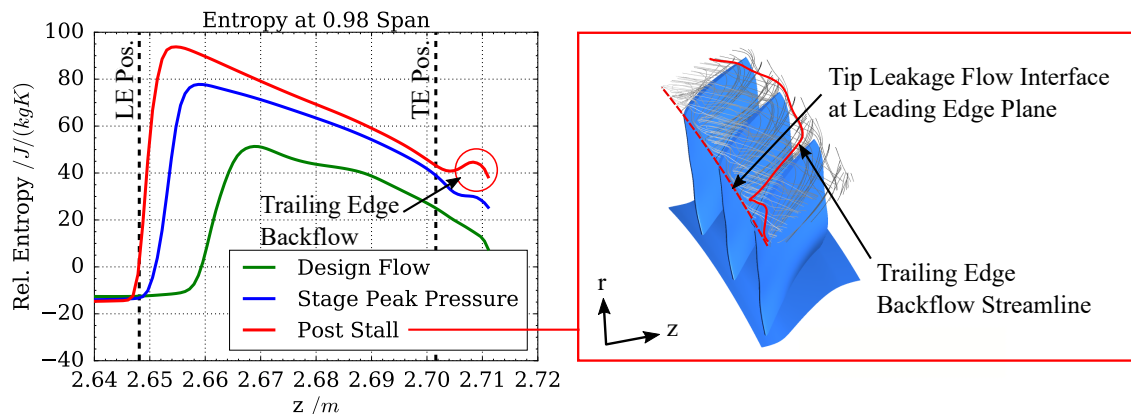 Entropy at 0.98 Span
Rel. Entropy / J/(kgK)
100
80
60
40
20
0
−20
−40
LE Pos.
TE Pos.
Trailing Edge
Backflow
Design Flow
Stage Peak Pressure
Post Stall
2.64 2.65 2.66 2.67 2.68 2.69 2.70 2.71 2.72
z /m
Tip Leakage Flow Interface
at Leading Edge Plane
Trailing Edge
Backflow Streamline
r
z